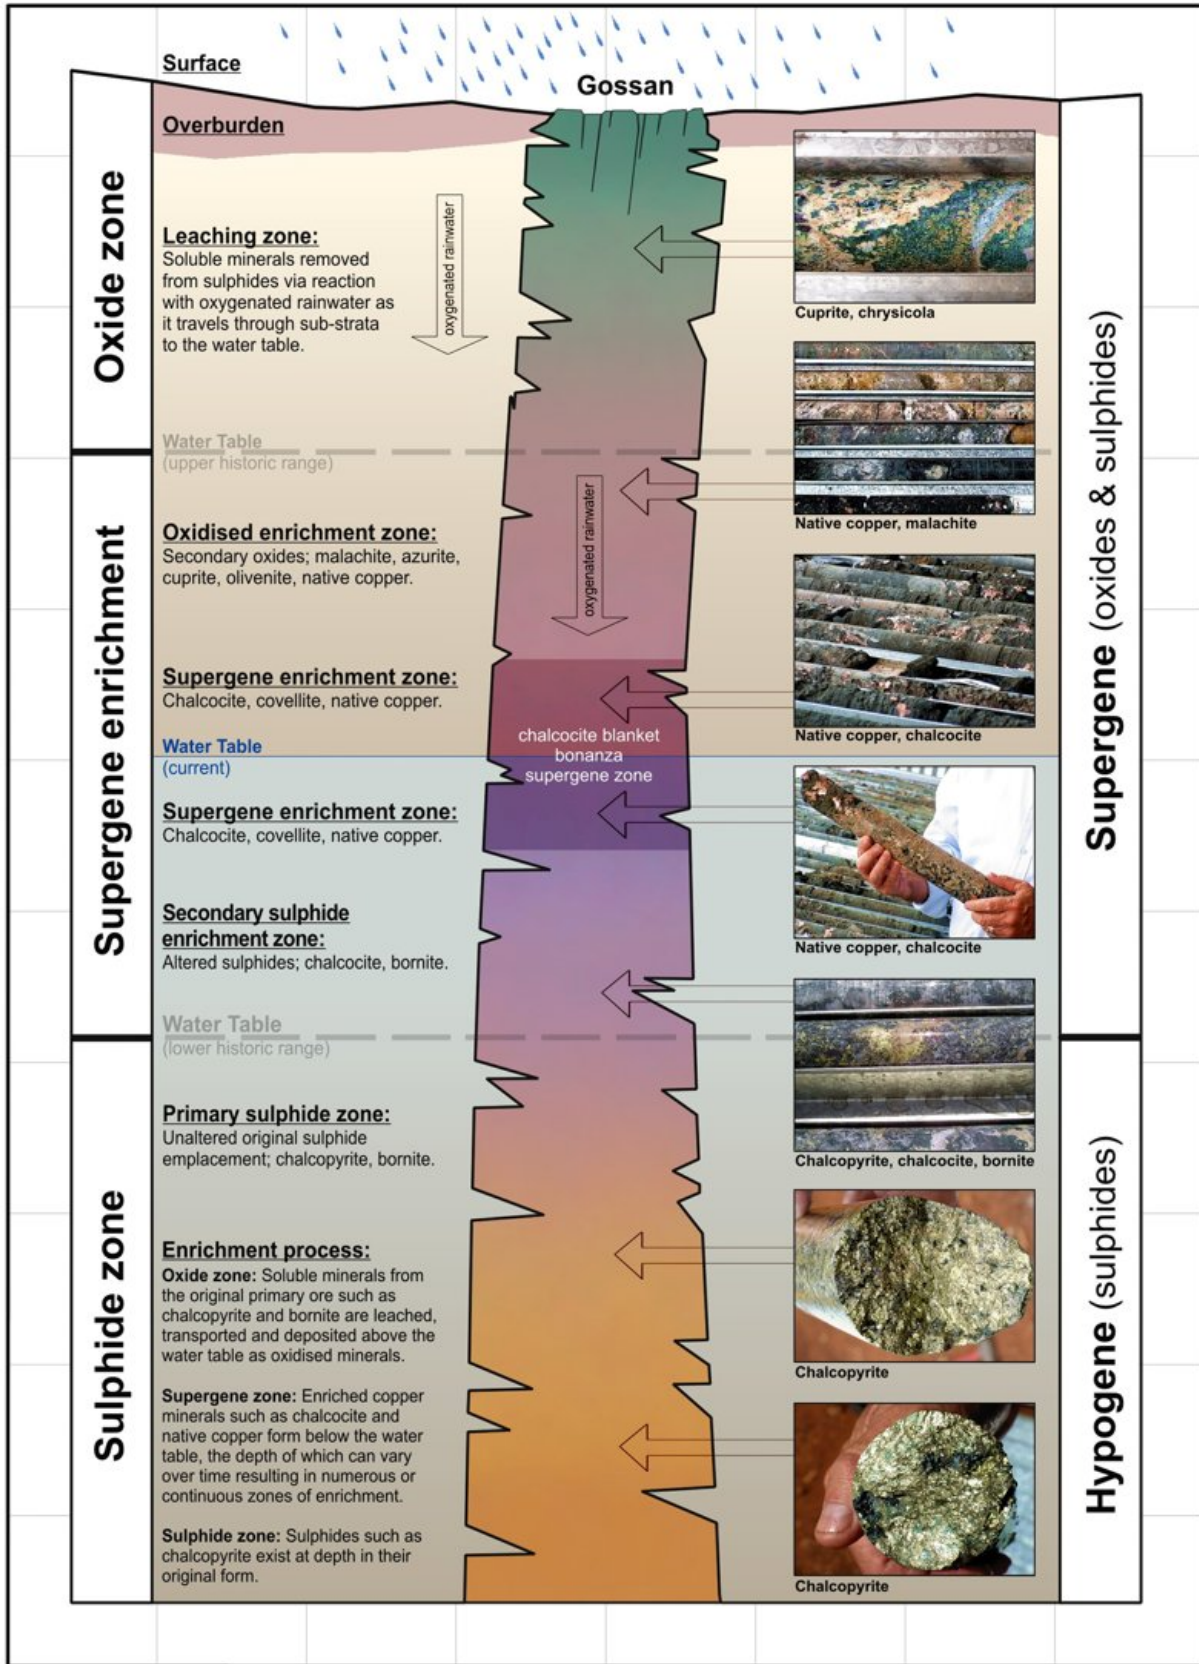 Surface
Gossan
Overburden
Oxide zone
Leaching zone:
Soluble minerals removed
from sulphides via reaction
with oxygenated rainwater as
it travels through sub-strata
to the water table.
oxygenated rainwater
Cuprite, chrysicola
Water Table
(upper historic range)
Native copper, malachite
Supergene enrichment
Oxidised enrichment zone:
Secondary oxides; malachite, azurite,
cuprite, olivenite, native copper.
oxygenated rainwater
Supergene (oxides & sulphides)
Supergene enrichment zone:
Chalcocite, covellite, native copper.
Native copper, chalcocite
chalcocite blanket
bonanza
supergene zone
Water Table
(current)
Supergene enrichment zone:
Chalcocite, covellite, native copper.
Native copper, chalcocite
Secondary sulphide
enrichment zone:
Altered sulphides; chalcocite, bornite.
Water Table
(lower historic range)
Sulphide zone
Primary sulphide zone:
Unaltered original sulphide
emplacement; chalcopyrite, bornite.
Chalcopyrite, chalcocite, bornite
Hypogene (sulphides)
Enrichment process:
Oxide zone: Soluble minerals from
the original primary ore such as
chalcopyrite and bornite are leached,
transported and deposited above the
water table as oxidised minerals.
Chalcopyrite
Supergene zone: Enriched copper
minerals such as chalcocite and
native copper form below the water
table, the depth of which can vary
over time resulting in numerous or
continuous zones of enrichment.
Sulphide zone: Sulphides such as
chalcopyrite exist at depth in their
original form.
Chalcopyrite